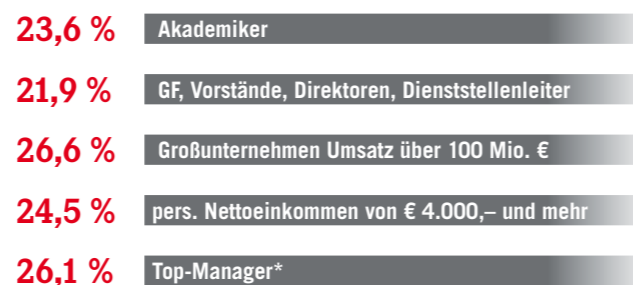 23,6 % Akademiker
21,9 % GF, Vorstände, Direktoren, Dienststellenleiter
26,6 % Großunternehmen Umsatz über 100 Mio. €
24,5 % pers. Nettoeinkommen von € 4.000,– und mehr
26,1 % Top-Manager*